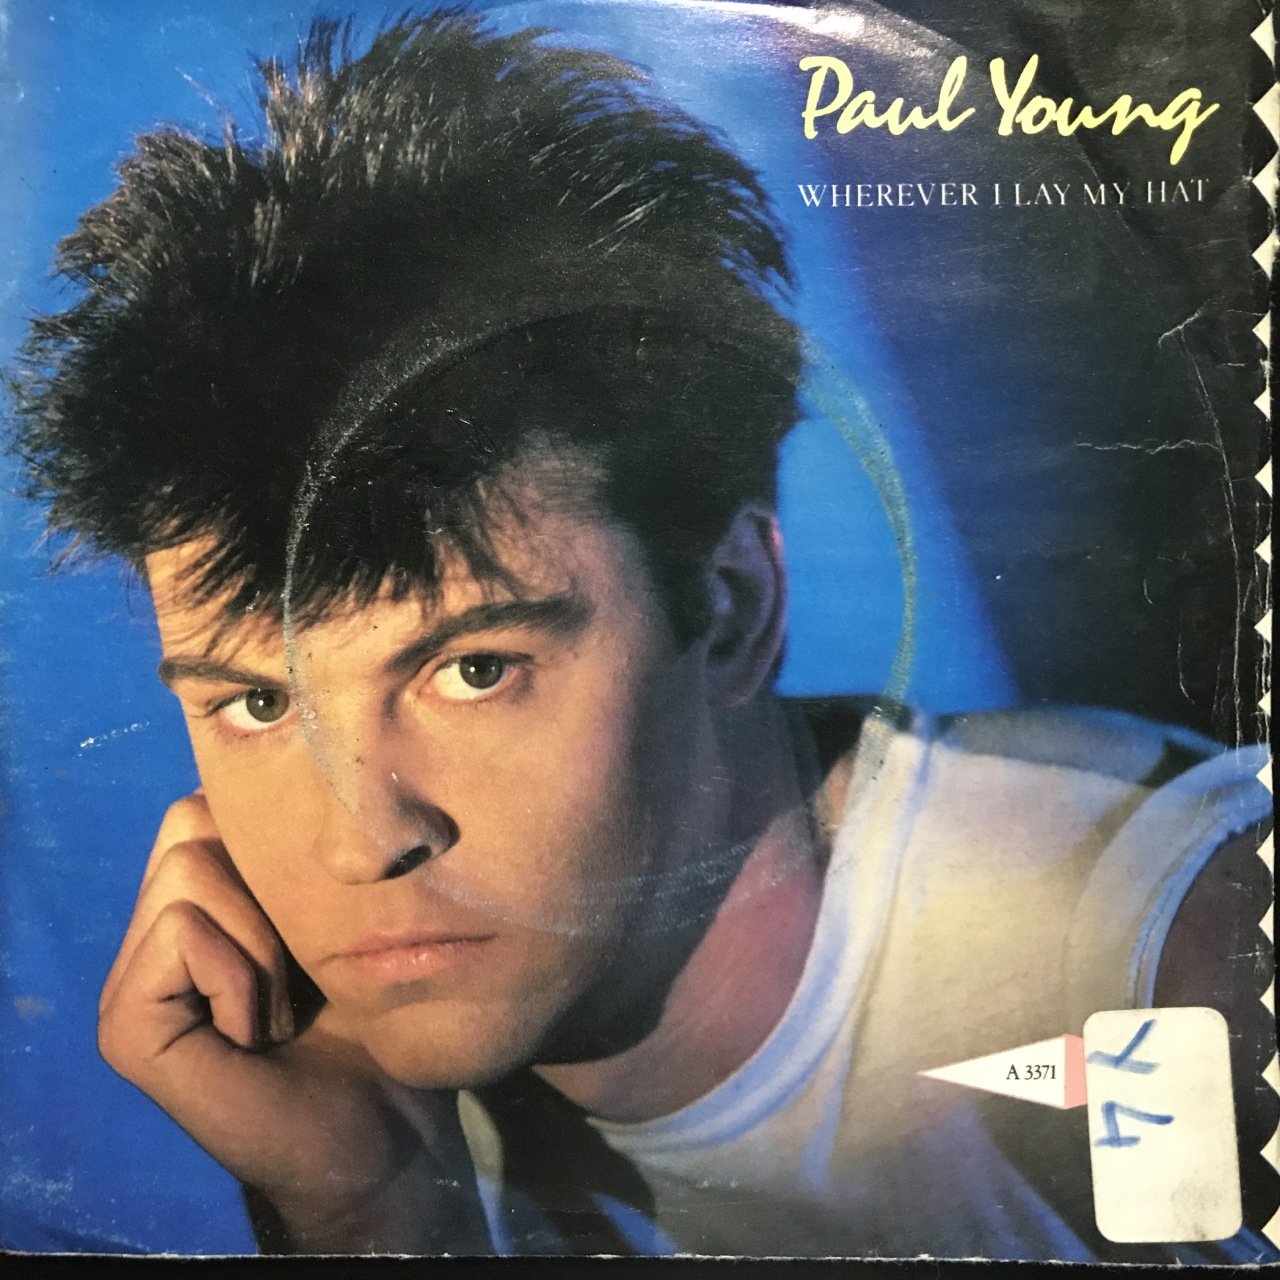 Paul Young
WHEREVER I LAY MY HAT
A 3371